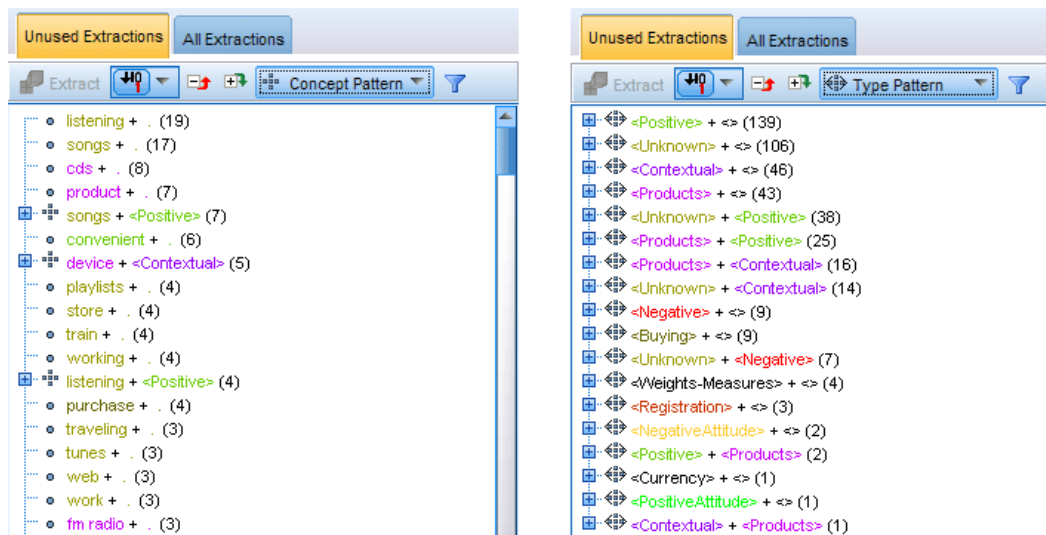 Unused Extractions All Extractions
Extract Concept Pattern
listening + . (19)
songs + . (17)
cds + . (8)
product + . (7)
songs + <Positive> (7)
convenient + . (6)
device + <Contextual> (5)
playlists + . (4)
store + . (4)
train + . (4)
working + . (4)
listening + <Positive> (4)
purchase + . (4)
traveling + . (3)
tunes + . (3)
web + . (3)
work + . (3)
fm radio + . (3)
Unused Extractions All Extractions
Extract Type Pattern
<Positive> + <> (139)
<Unknown> + <> (106)
<Contextual> + <> (46)
<Products> + <> (43)
<Unknown> + <Positive> (38)
<Products> + <Positive> (25)
<Products> + <Contextual> (16)
<Unknown> + <Contextual> (14)
<Negative> + <> (9)
<Buying> + <> (9)
<Unknown> + <Negative> (7)
<Weights-Measures> + <> (4)
<Registration> + <> (3)
<NegativeAttitude> + <> (2)
<Positive> + <Products> (2)
<Currency> + <> (1)
<PositiveAttitude> + <> (1)
<Contextual> + <Products> (1)